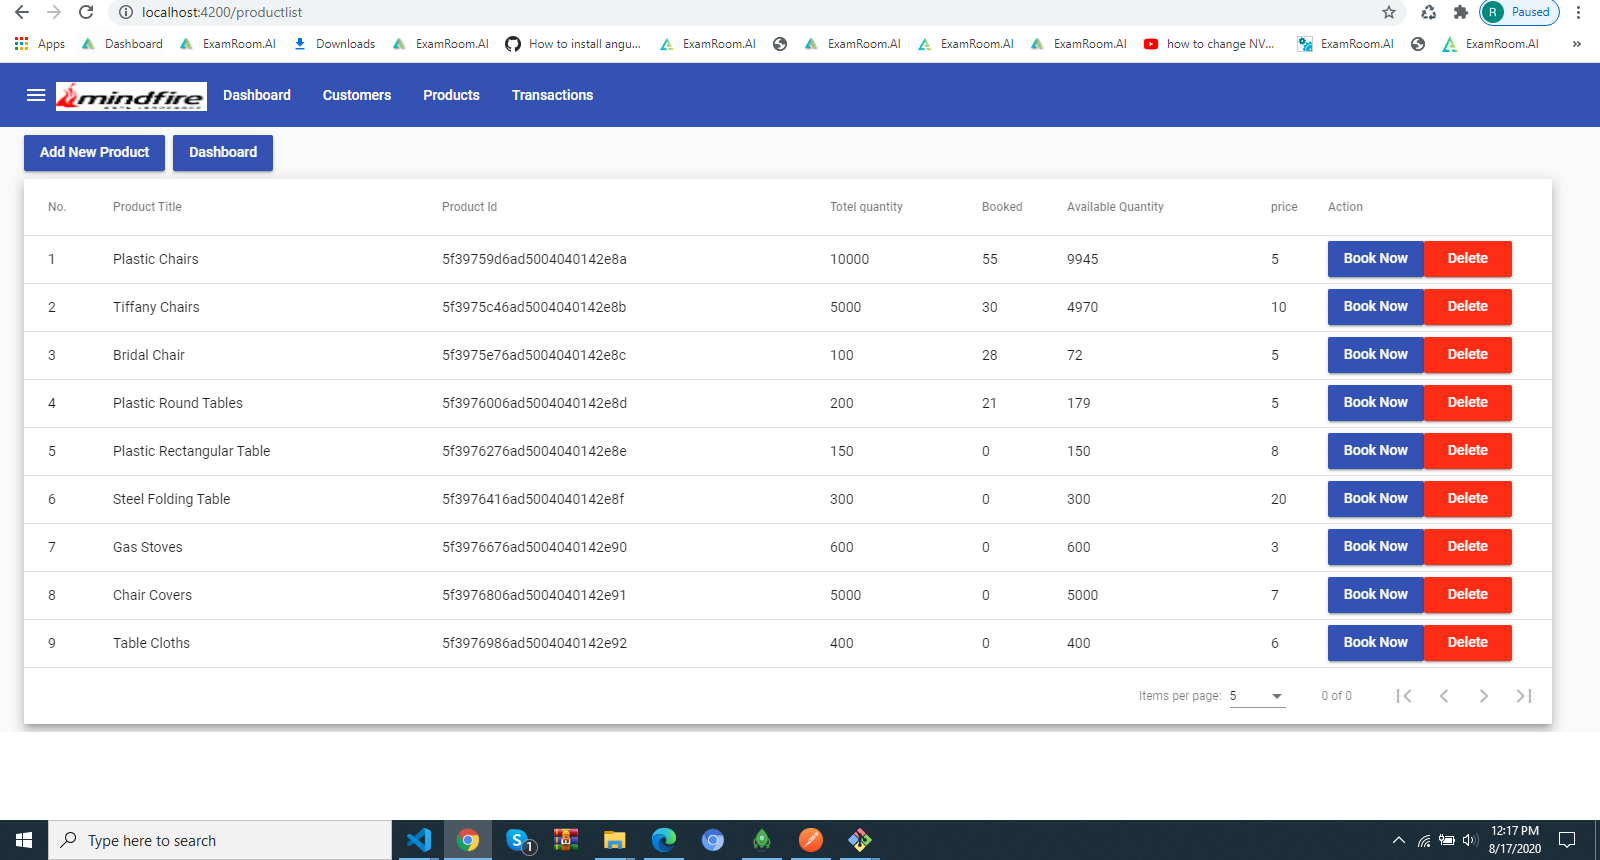 localhost:4200/productlist
R Paused
Apps Dashboard ExamRoom.AI Downloads ExamRoom.AI How to install angu... ExamRoom.AI ExamRoom.AI ExamRoom.AI ExamRoom.AI how to change NV... ExamRoom.AI ExamRoom.AI »
mindfire Dashboard Customers Products Transactions
Add New Product Dashboard
No. Product Title Product Id Totel quantity Booked Available Quantity price Action
1 Plastic Chairs 5f39759d6ad5004040142e8a 10000 55 9945 5 Book Now Delete
2 Tiffany Chairs 5f3975c46ad5004040142e8b 5000 30 4970 10 Book Now Delete
3 Bridal Chair 5f3975e76ad5004040142e8c 100 28 72 5 Book Now Delete
4 Plastic Round Tables 5f3976006ad5004040142e8d 200 21 179 5 Book Now Delete
5 Plastic Rectangular Table 5f3976276ad5004040142e8e 150 0 150 8 Book Now Delete
6 Steel Folding Table 5f3976416ad5004040142e8f 300 0 300 20 Book Now Delete
7 Gas Stoves 5f3976676ad5004040142e90 600 0 600 3 Book Now Delete
8 Chair Covers 5f3976806ad5004040142e91 5000 0 5000 7 Book Now Delete
9 Table Cloths 5f3976986ad5004040142e92 400 0 400 6 Book Now Delete
Items per page: 5 0 of 0
Type here to search
1
12:17 PM
8/17/2020